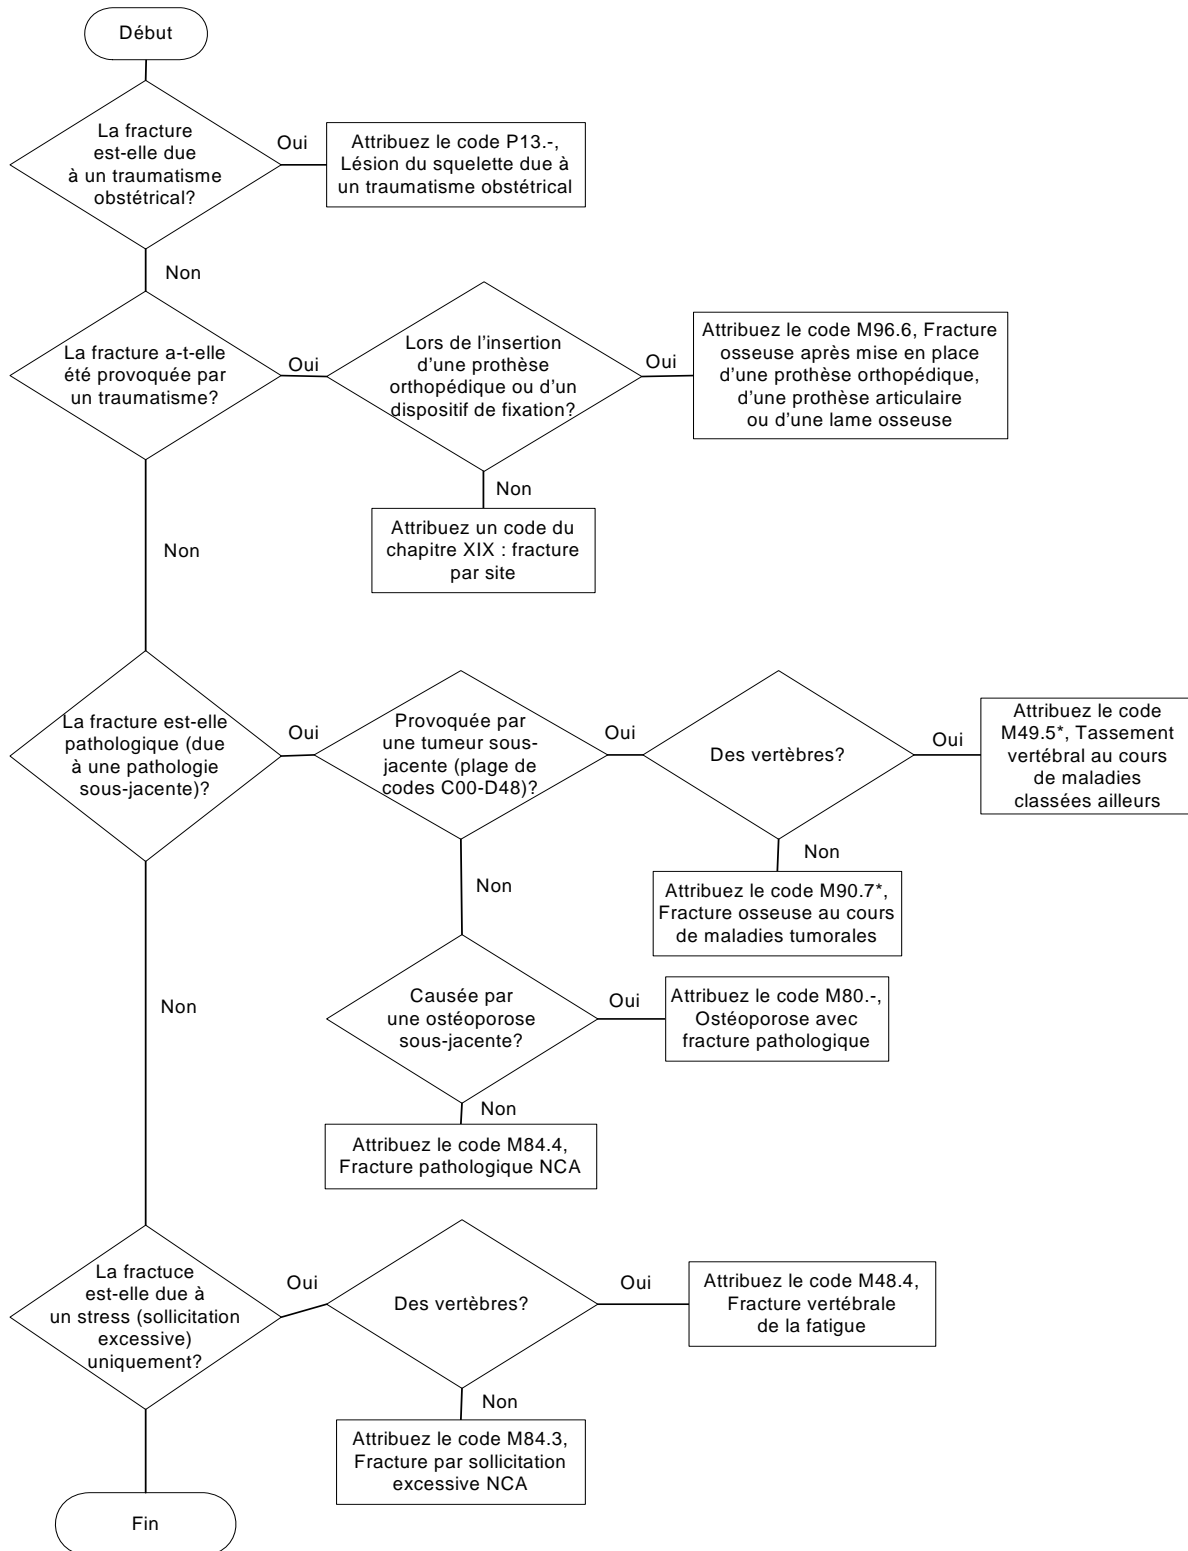 Début
La fracture
est-elle due
à un traumatisme
obstétrical?
Oui
Attribuez le code P13.-,
Lésion du squelette due à
un traumatisme obstétrical
Non
La fracture a-t-elle
été provoquée par
un traumatisme?
Oui
Lors de l’insertion
d’une prothèse
orthopédique ou d’un
dispositif de fixation?
Oui
Attribuez le code M96.6, Fracture
osseuse après mise en place
d’une prothèse orthopédique,
d’une prothèse articulaire
ou d’une lame osseuse
Non
Attribuez un code du
chapitre XIX : fracture
par site
Non
La fracture est-elle
pathologique (due
à une pathologie
sous-jacente)?
Oui
Provoquée par
une tumeur sous-
jacente (plage de
codes C00-D48)?
Oui
Des vertèbres?
Oui
Attribuez le code
M49.5*, Tassement
vertébral au cours
de maladies
classées ailleurs
Non
Attribuez le code M90.7*,
Fracture osseuse au cours
de maladies tumorales
Non
Causée par
une ostéoporose
sous-jacente?
Oui
Attribuez le code M80.-,
Ostéoporose avec
fracture pathologique
Non
Attribuez le code M84.4,
Fracture pathologique NCA
Non
La fractuce
est-elle due à
un stress (sollicitation
excessive)
uniquement?
Oui
Des vertèbres?
Oui
Attribuez le code M48.4,
Fracture vertébrale
de la fatigue
Non
Attribuez le code M84.3,
Fracture par sollicitation
excessive NCA
Fin